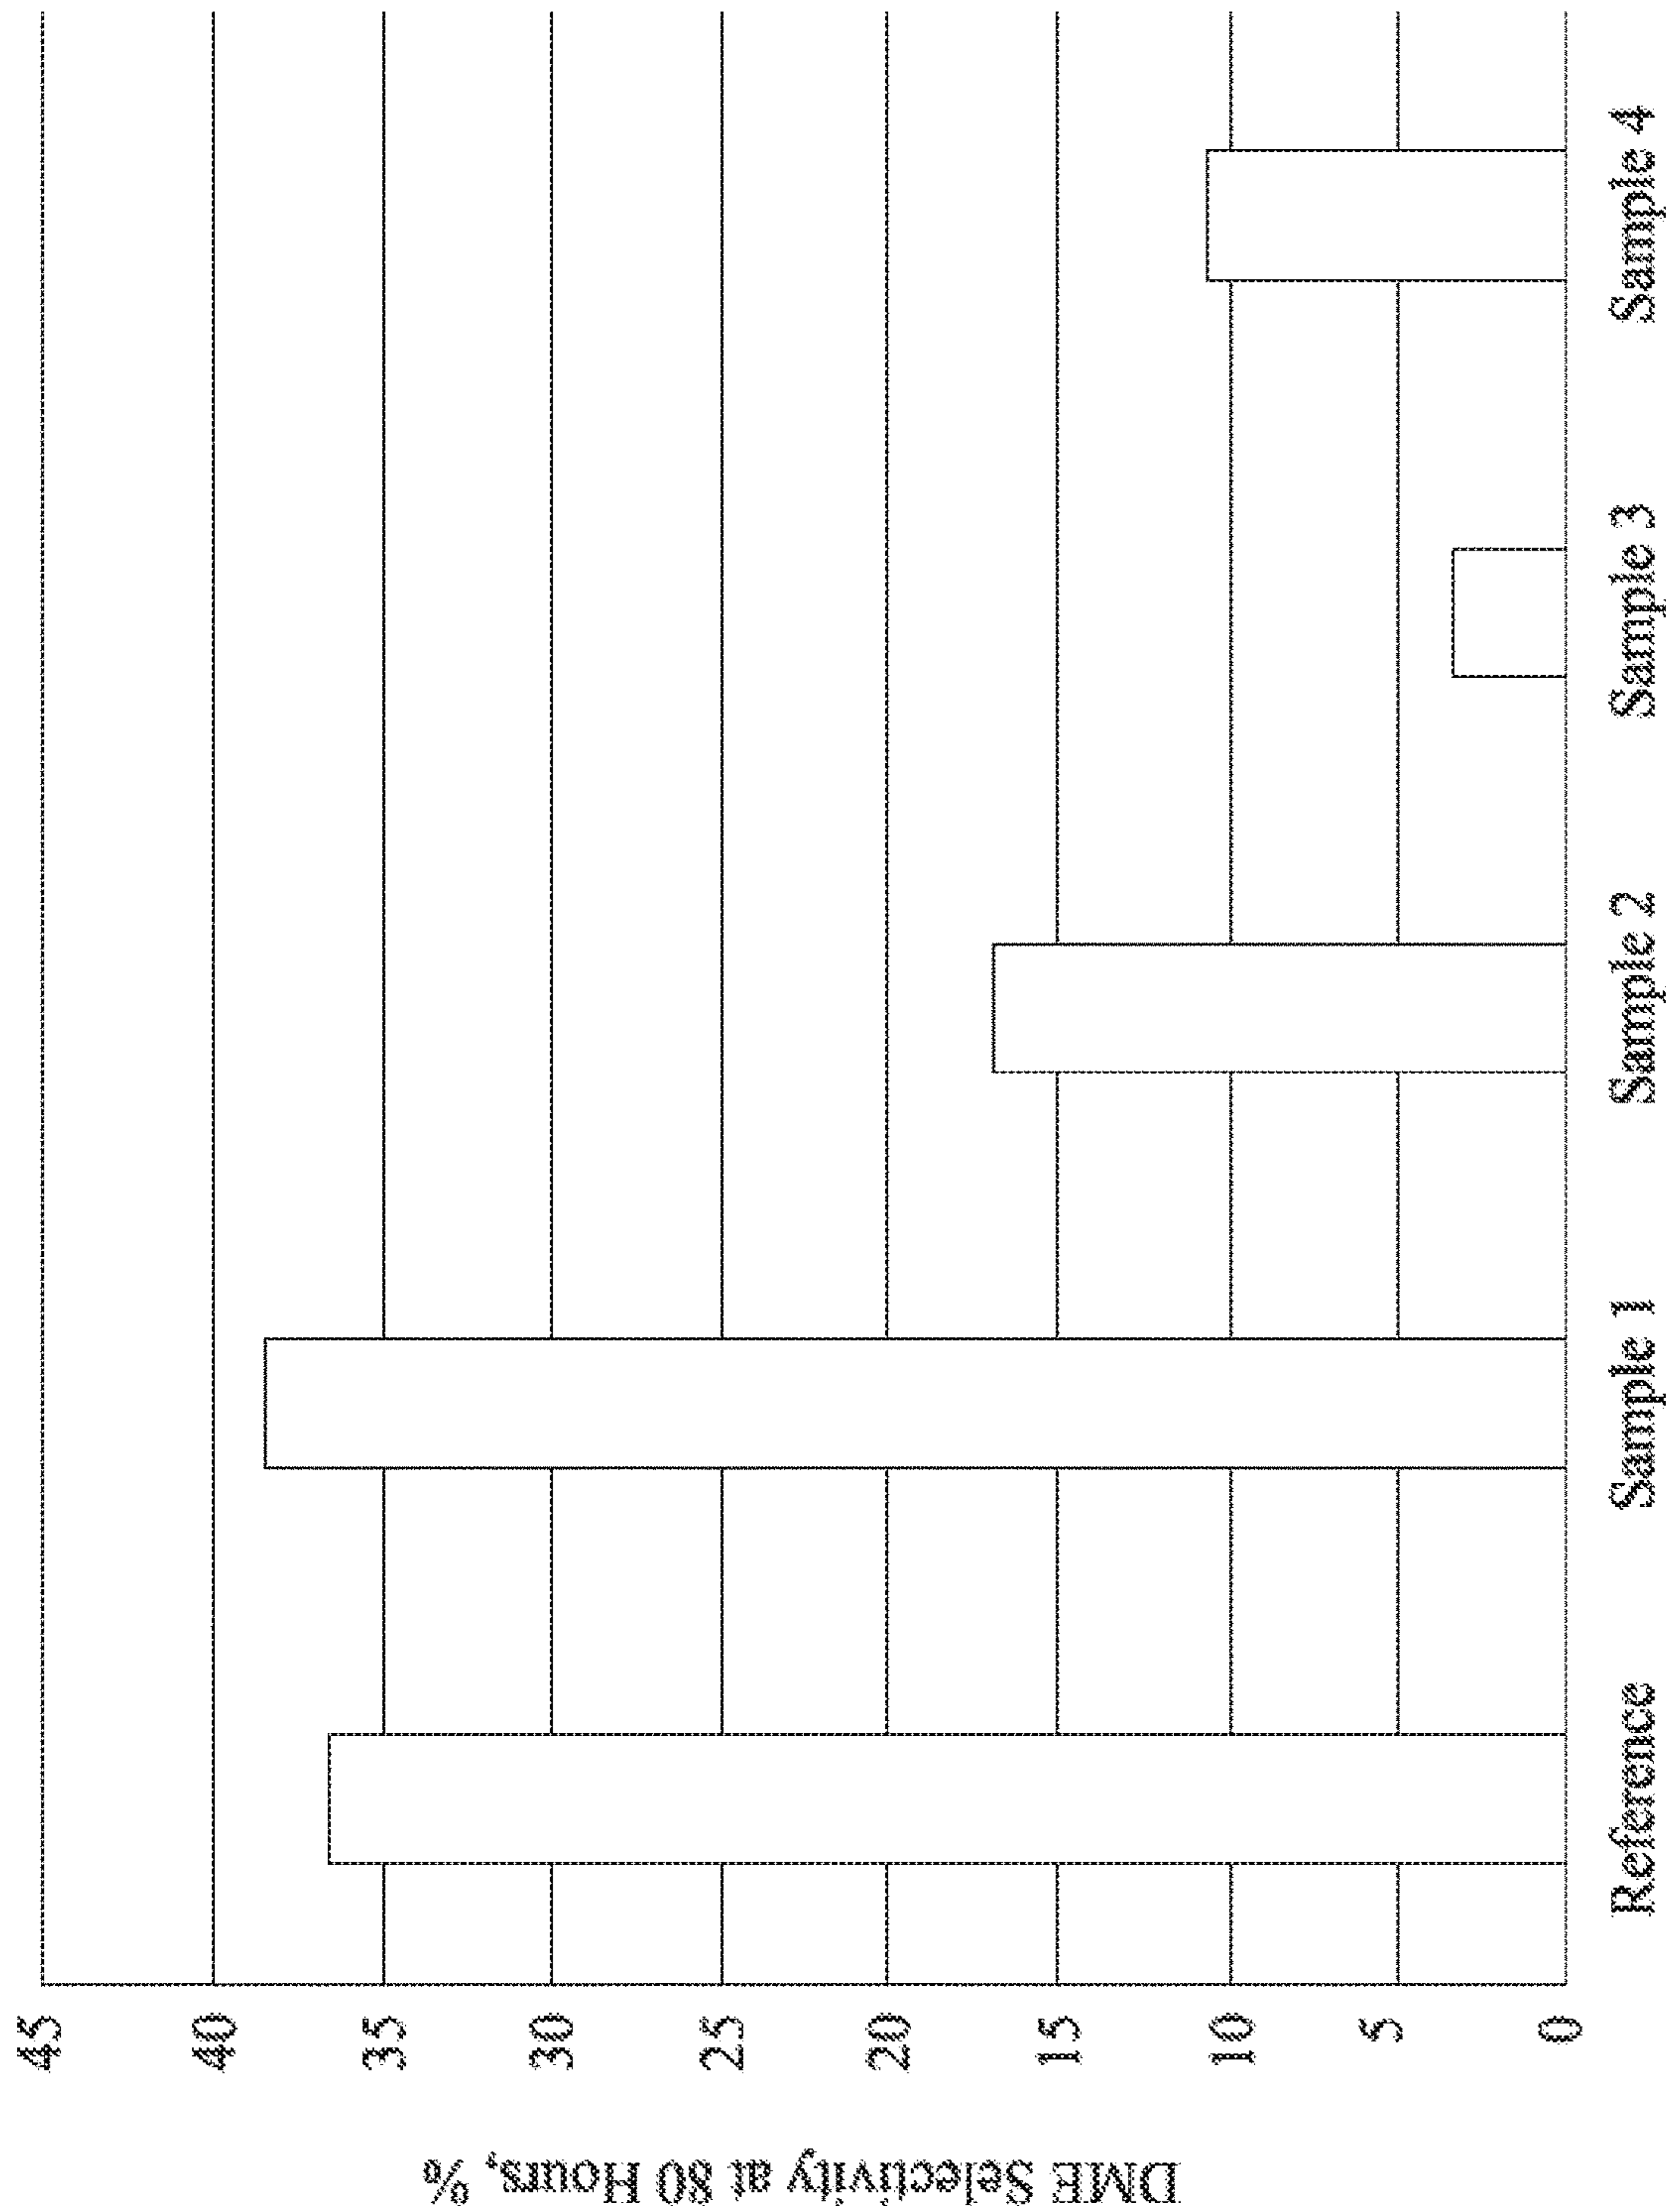 DME Selectivity at 80 Hours, %
45
40
35
30
25
20
15
10
5
0
Reference
Sample 1
Sample 2
Sample 3
Sample 4